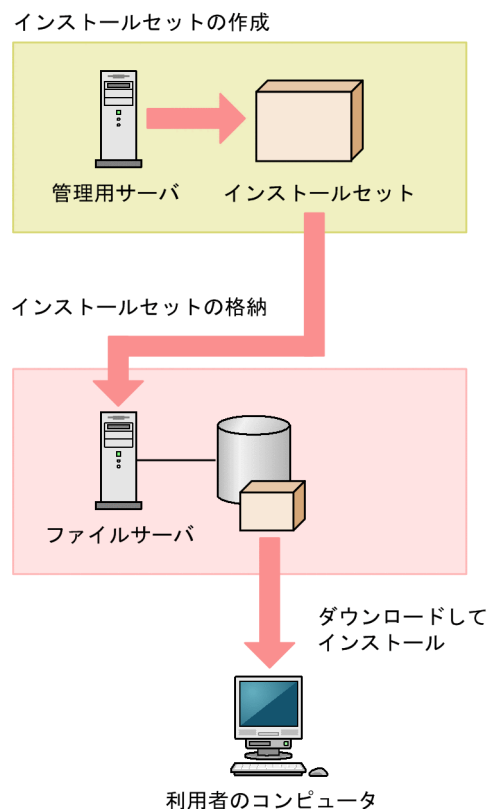 インストールセットの作成
管理用サーバ
インストールセット
インストールセットの格納
ファイルサーバ
ダウンロードして
インストール
利用者のコンピュータ